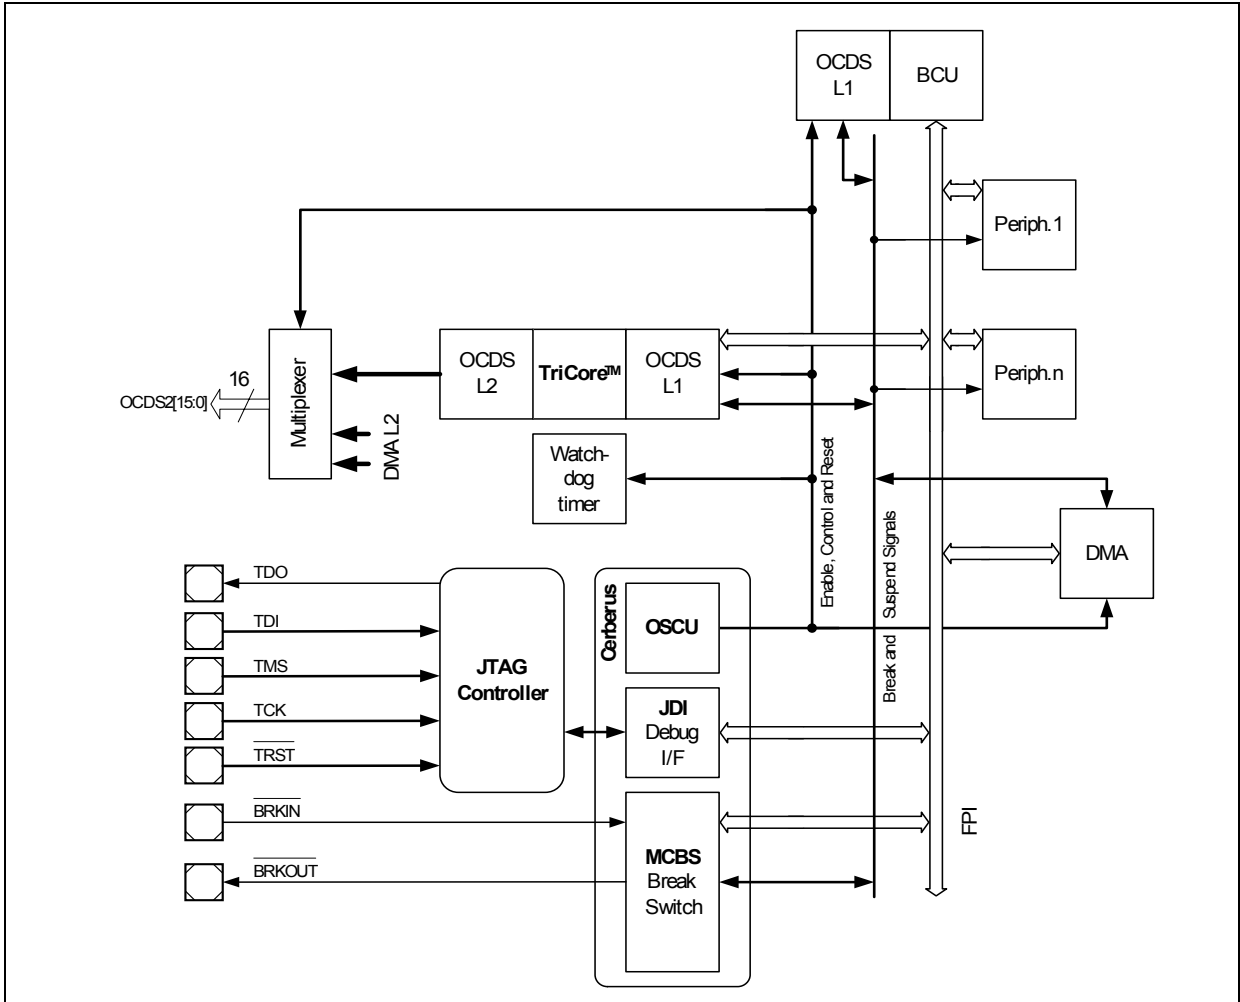 OCDS
L1
BCU
Periph.1
OCDS
L2
TriCore™
OCDS
L1
Periph.n
16
OCDS2[15:0]
Multiplexer
DMA L2
Watch-
dog
timer
Enable, Control and Reset
Break and Suspend Signals
DMA
TDO
TDI
TMS
TCK
TRST
JTAG
Controller
Cerberus
OSCU
JDI
Debug
I/F
BRKIN
BRKOUT
MCBS
Break
Switch
FPI